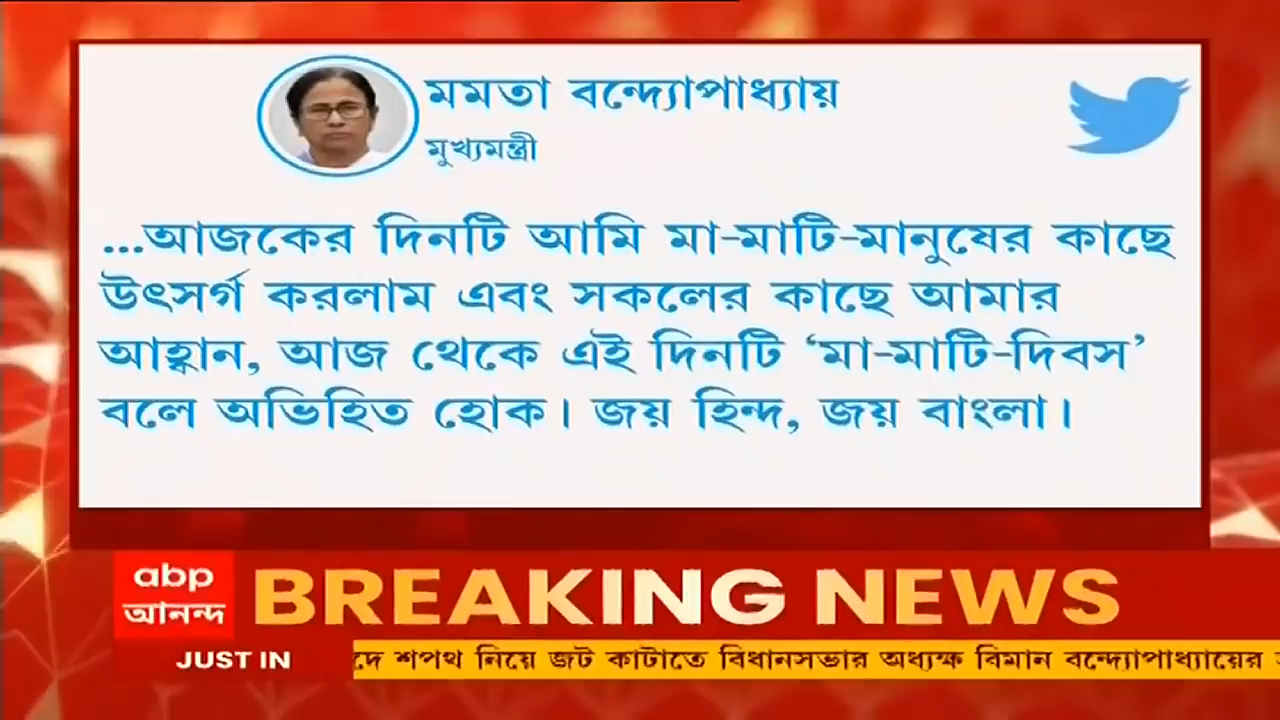 মমতা বন্দ্যোপাধ্যায়
মুখ্যমন্ত্রী
...আজকের দিনটি আমি মা-মাটি-মানুষের কাছে
উৎসর্গ করলাম এবং সকলের কাছে আমার
আহ্বান, আজ থেকে এই দিনটি ‘মা-মাটি-দিবস’
বলে অভিহিত হোক। জয় হিন্দ, জয় বাংলা।
abp
আনন্দ
BREAKING NEWS
JUST IN
শপথ নিয়ে জট কাটাতে বিধানসভার অধ্যক্ষ বিমান বন্দ্যোপাধ্যায়ের